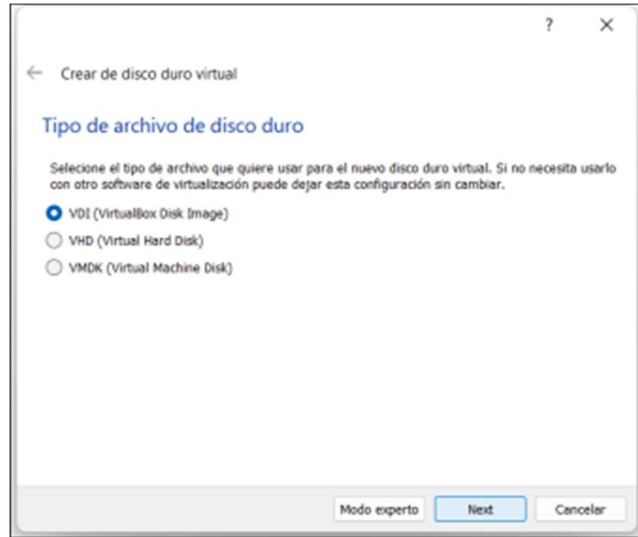 ?
Crear de disco duro virtual
Tipo de archivo de disco duro
Selecione el tipo de archivo que quiere usar para el nuevo disco duro virtual. Si no necesita usarlo
con otro software de virtualización puede dejar esta configuración sin cambiar.
VDI (VirtualBox Disk Image)
VHD (Virtual Hard Disk)
VMDK (Virtual Machine Disk)
Modo experto Next Cancelar